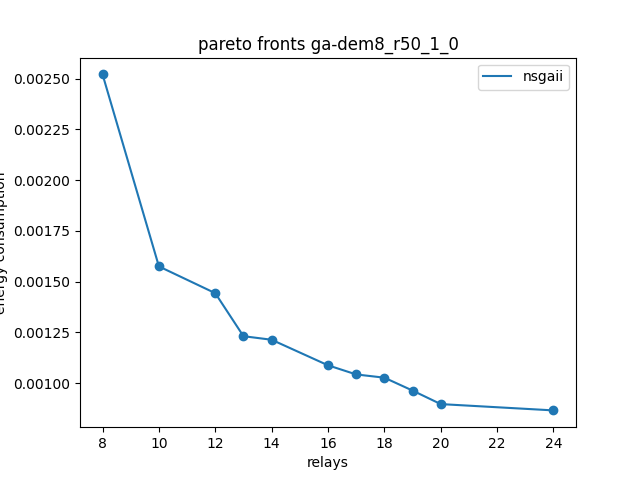 pareto fronts ga-dem8_r50_1_0
nsgaii
0.00250
0.00225
0.00200
0.00175
0.00150
0.00125
0.00100
energy consumption
8 10 12 14 16 18 20 22 24
relays